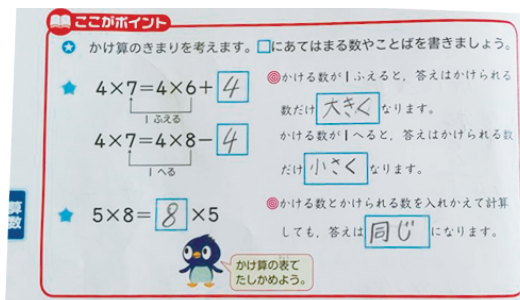 ここがポイント
かけ算のきまりを考えます。□にあてはまる数やことばを書きましょう。
4×7=4×6+4
1ふえる
4×7=4×8-4
1へる
5×8=8×5
かける数が1ふえると、答えはかけられる
数だけ大きくなります。
かける数が1へると、答えはかけられる数
だけ小さくなります。
かける数とかけられる数を入れかえて計算
しても、答えは同じになります。
算数
かけ算の表で
たしかめよう。